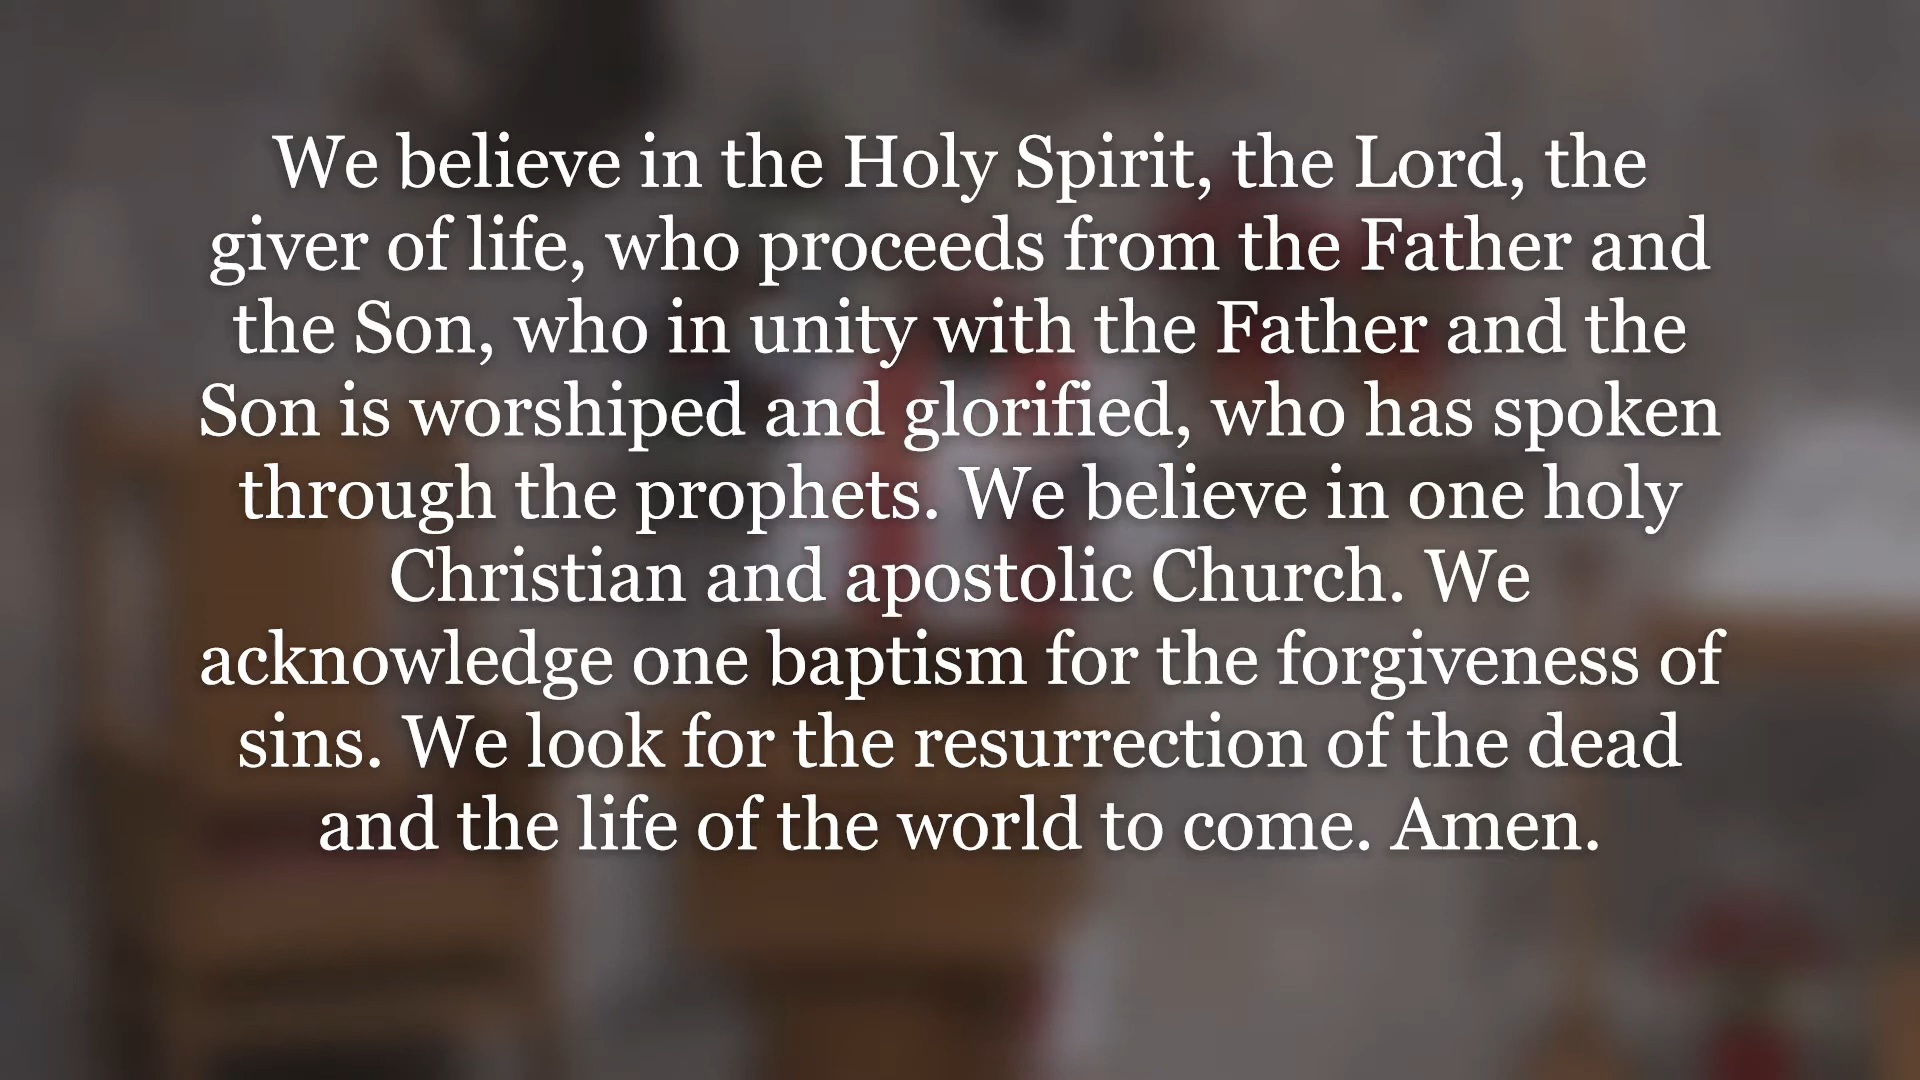 We believe in the Holy Spirit, the Lord, the
giver of life, who proceeds from the Father and
the Son, who in unity with the Father and the
Son is worshiped and glorified, who has spoken
through the prophets. We believe in one holy
Christian and apostolic Church. We
acknowledge one baptism for the forgiveness of
sins. We look for the resurrection of the dead
and the life of the world to come. Amen.